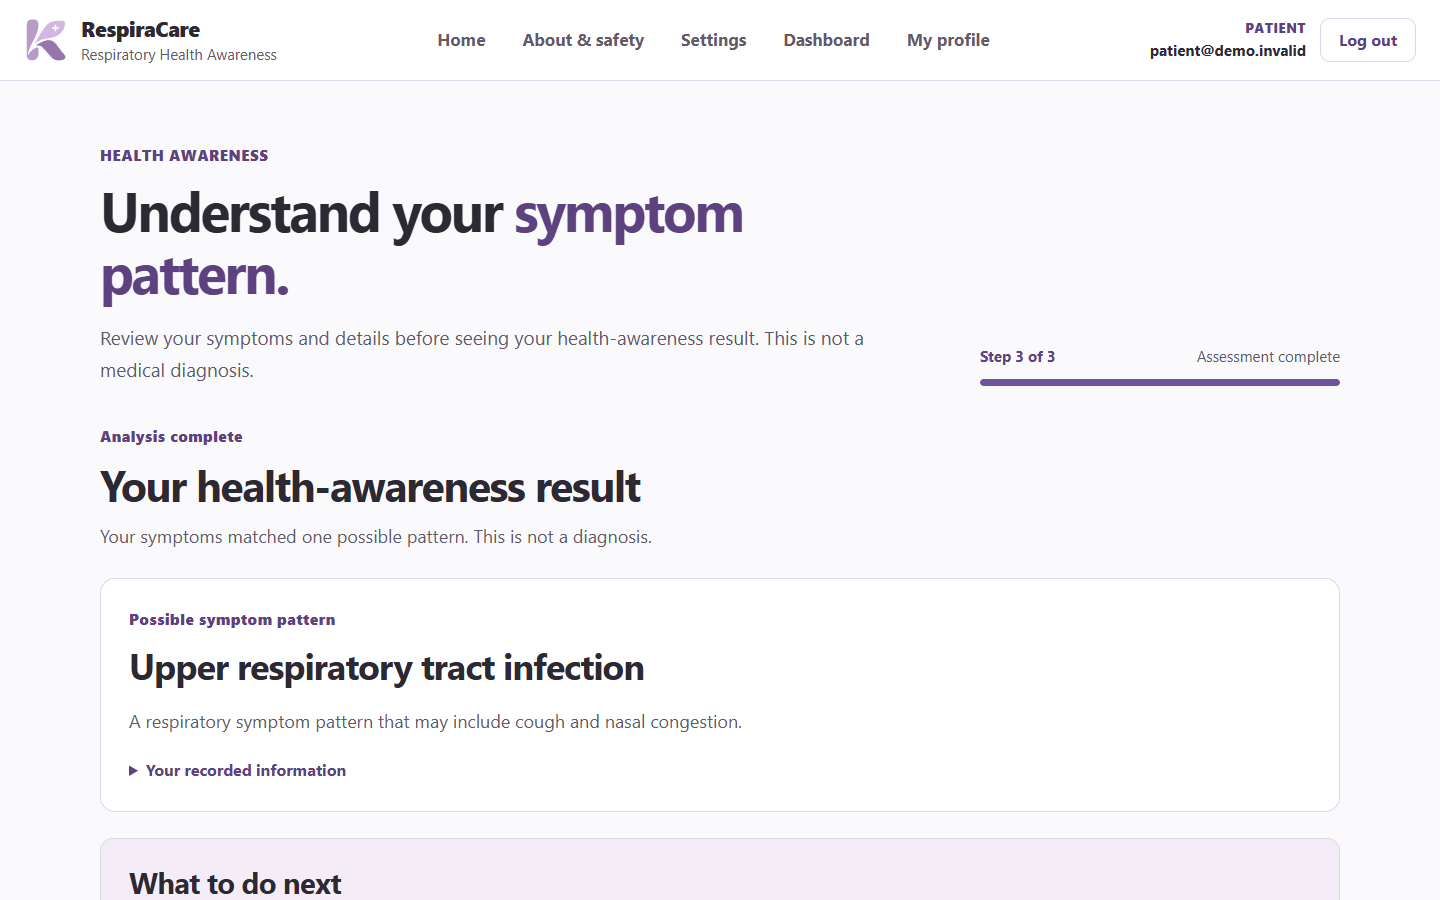 RespiraCare
Respiratory Health Awareness
Home
About & safety
Settings
Dashboard
My profile
PATIENT
patient@demo.invalid
Log out
HEALTH AWARENESS
Understand your symptom
pattern.
Review your symptoms and details before seeing your health-awareness result. This is not a
medical diagnosis.
Step 3 of 3
Assessment complete
Analysis complete
Your health-awareness result
Your symptoms matched one possible pattern. This is not a diagnosis.
Possible symptom pattern
Upper respiratory tract infection
A respiratory symptom pattern that may include cough and nasal congestion.
Your recorded information
What to do next